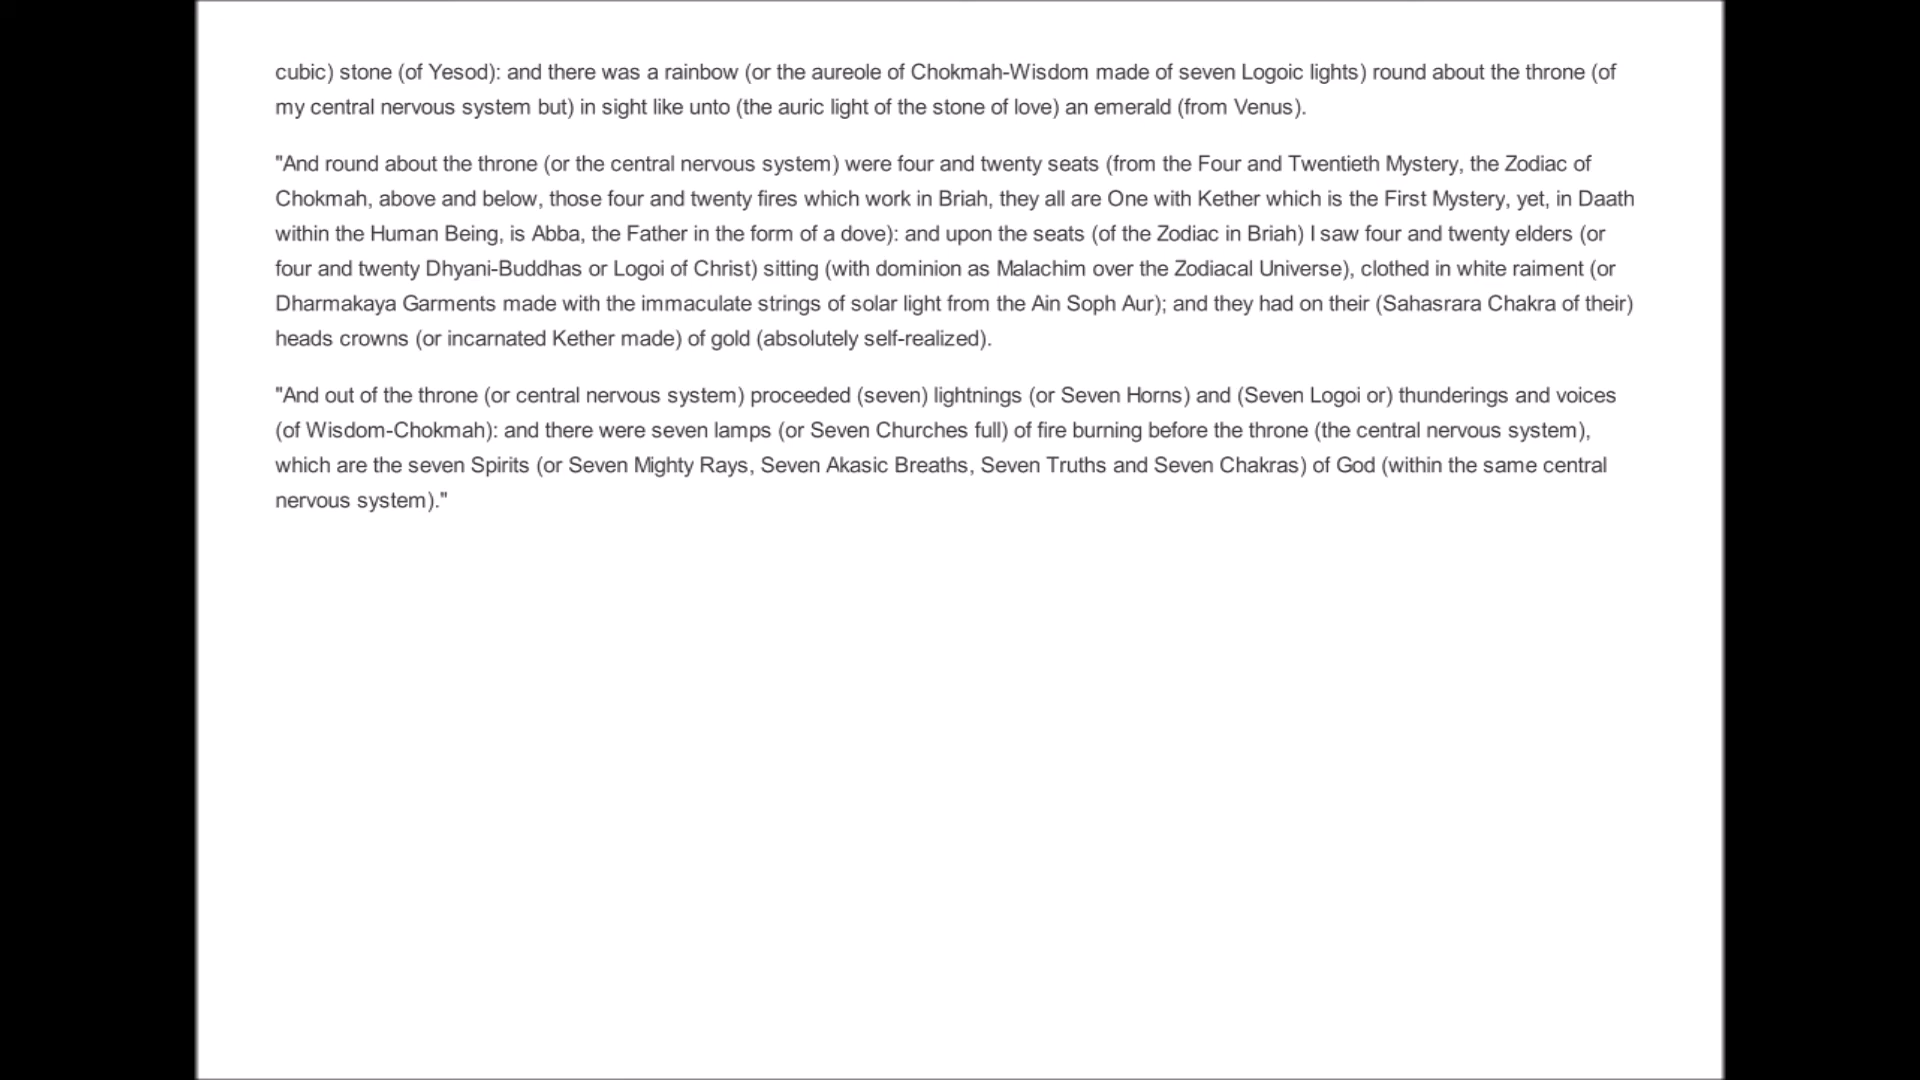 cubic) stone (of Yesod): and there was a rainbow (or the aureole of Chokmah-Wisdom made of seven Logoic lights) round about the throne (of
my central nervous system but) in sight like unto (the auric light of the stone of love) an emerald (from Venus).
"And round about the throne (or the central nervous system) were four and twenty seats (from the Four and Twentieth Mystery, the Zodiac of
Chokmah, above and below, those four and twenty fires which work in Briah, they all are One with Kether which is the First Mystery, yet, in Daath
within the Human Being, is Abba, the Father in the form of a dove): and upon the seats (of the Zodiac in Briah) I saw four and twenty elders (or
four and twenty Dhyani-Buddhas or Logoi of Christ) sitting (with dominion as Malachim over the Zodiacal Universe), clothed in white raiment (or
Dharmakaya Garments made with the immaculate strings of solar light from the Ain Soph Aur); and they had on their (Sahasrara Chakra of their)
heads crowns (or incarnated Kether made) of gold (absolutely self-realized).
"And out of the throne (or central nervous system) proceeded (seven) lightnings (or Seven Horns) and (Seven Logoi or) thunderings and voices
(of Wisdom-Chokmah): and there were seven lamps (or Seven Churches full) of fire burning before the throne (the central nervous system),
which are the seven Spirits (or Seven Mighty Rays, Seven Akasic Breaths, Seven Truths and Seven Chakras) of God (within the same central
nervous system)."